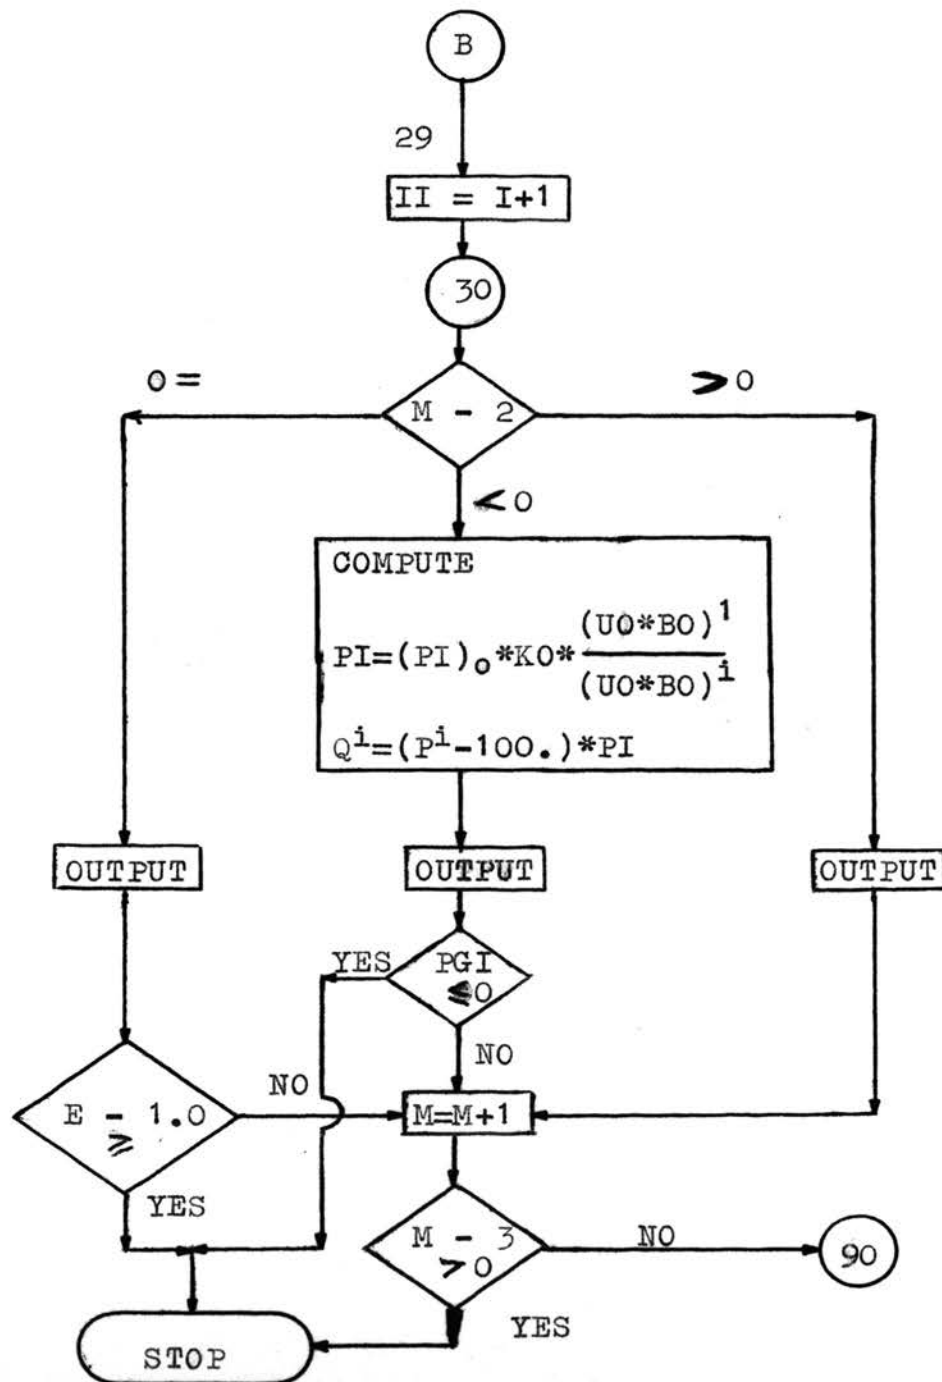 B
29
II = I+1
30
0 =
>0
M - 2
<0
COMPUTE
PI=(PI)₀*KO*(UO*BO)¹
(UO*BO)ⁱ
Qⁱ=(Pⁱ-100.)*PI
OUTPUT
OUTPUT
OUTPUT
YES
PGI
≤0
NO
NO
E - 1.0
≥
M=M+1
YES
M - 3
>0
NO
90
YES
STOP